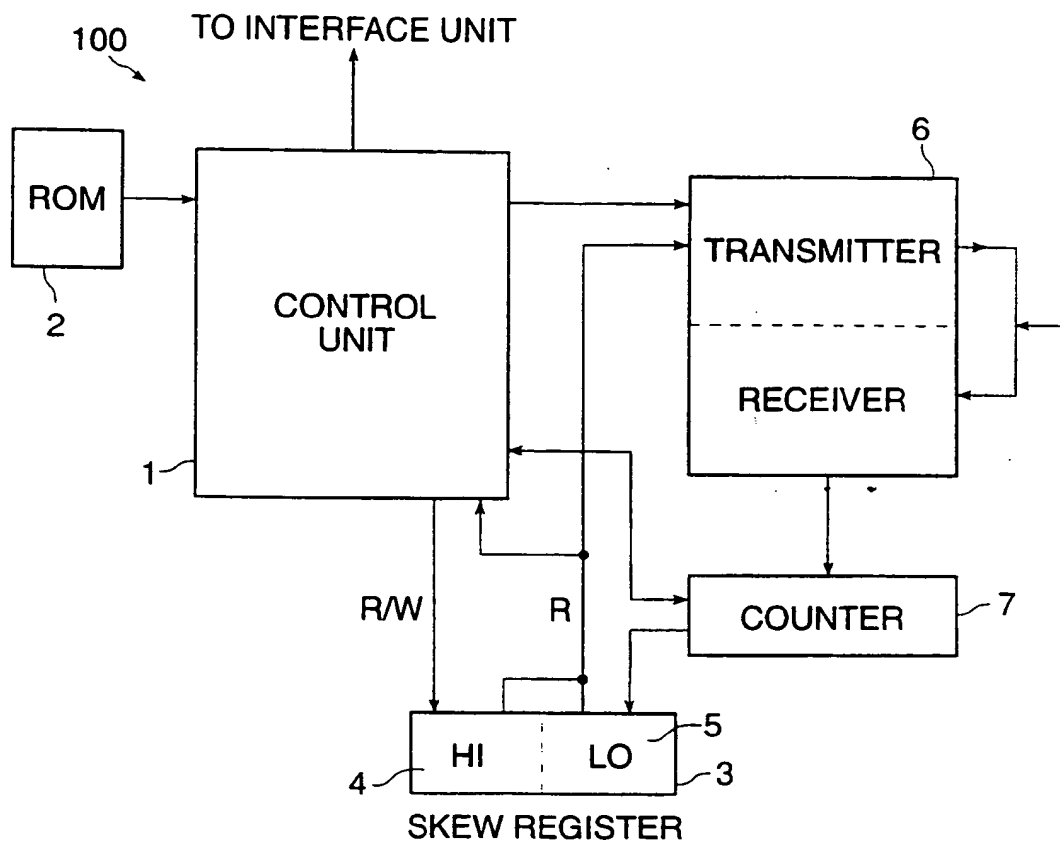 TO INTERFACE UNIT
100
6
ROM
TRANSMITTER
2
CONTROL
UNIT
RECEIVER
1
R/W
R
COUNTER
7
5
HI
LO
4
3
SKEW REGISTER